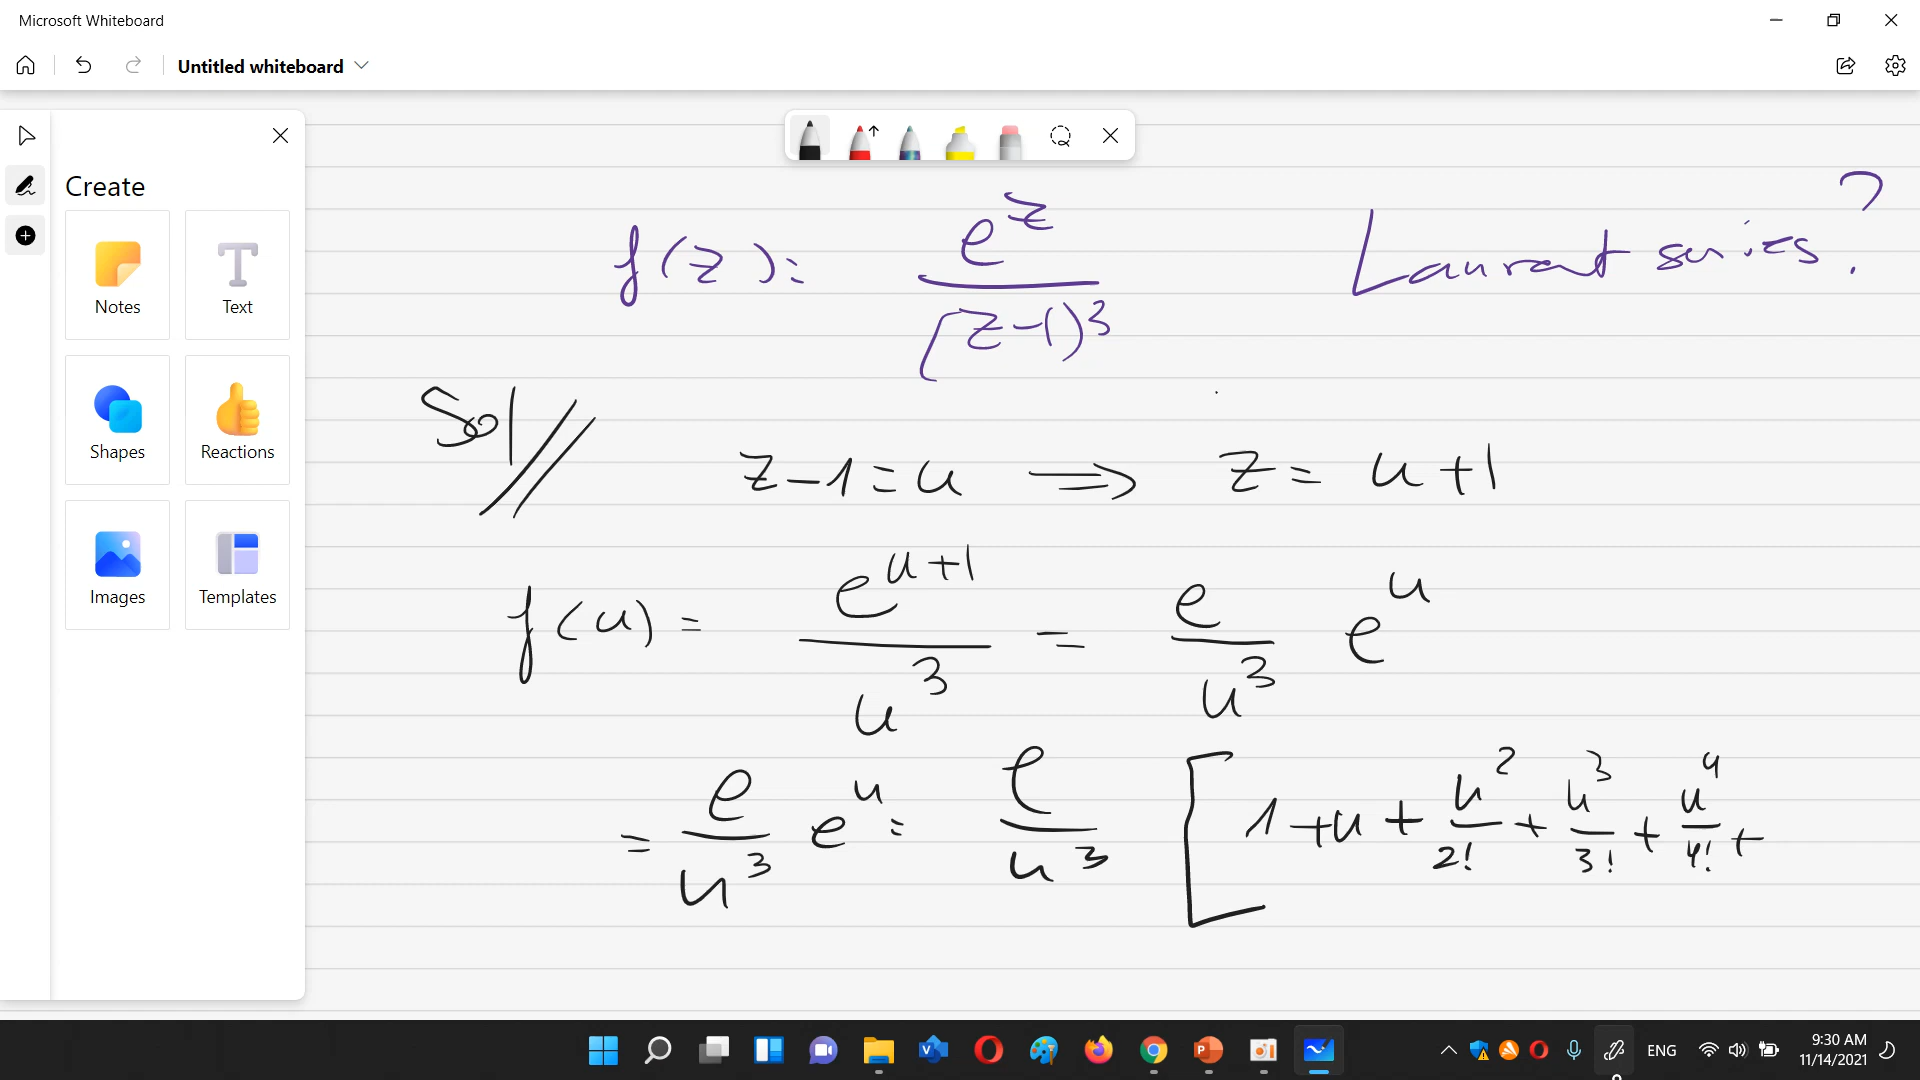 Microsoft Whiteboard
Untitled whiteboard
Create
Notes
Text
Shapes
Reactions
Images
Templates
f(z) = e^z / (z-1)^3 Laurent series ?
Sol //
z-1 = u ⟹ z = u+1
f(u) = e^{u+1} / u^3 = e/u^3 e^u
= e/u^3 e^u = e/u^3 [ 1+u+ u^2/2! + u^3/3! + u^4/4! +
ENG
9:30 AM
11/14/2021